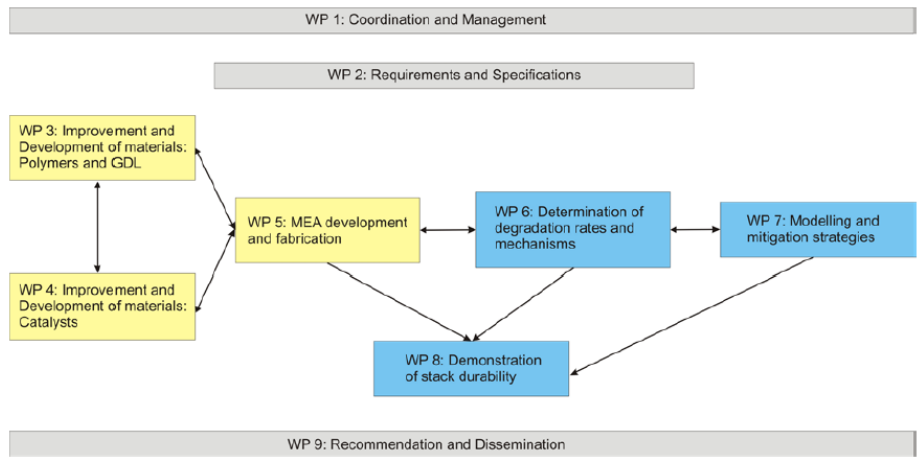 WP 1: Coordination and Management
WP 2: Requirements and Specifications
WP 3: Improvement and
Development of materials:
Polymers and GDL
WP 5: MEA development
and fabrication
WP 6: Determination of
degradation rates and
mechanisms
WP 7: Modelling and
mitigation strategies
WP 4: Improvement and
Development of materials:
Catalysts
WP 8: Demonstration
of stack durability
WP 9: Recommendation and Dissemination